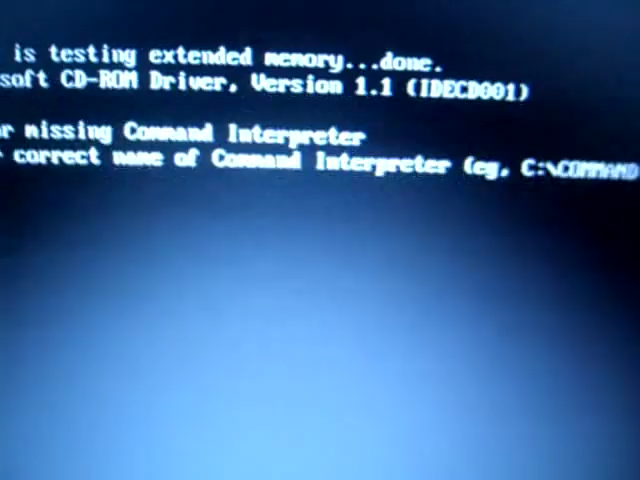 is testing extended memory...done.
soft CD-ROM Driver, Version 1.1 (IDECD001)
r missing Command Interpreter
correct name of Command Interpreter (eg, C:\COMMAND